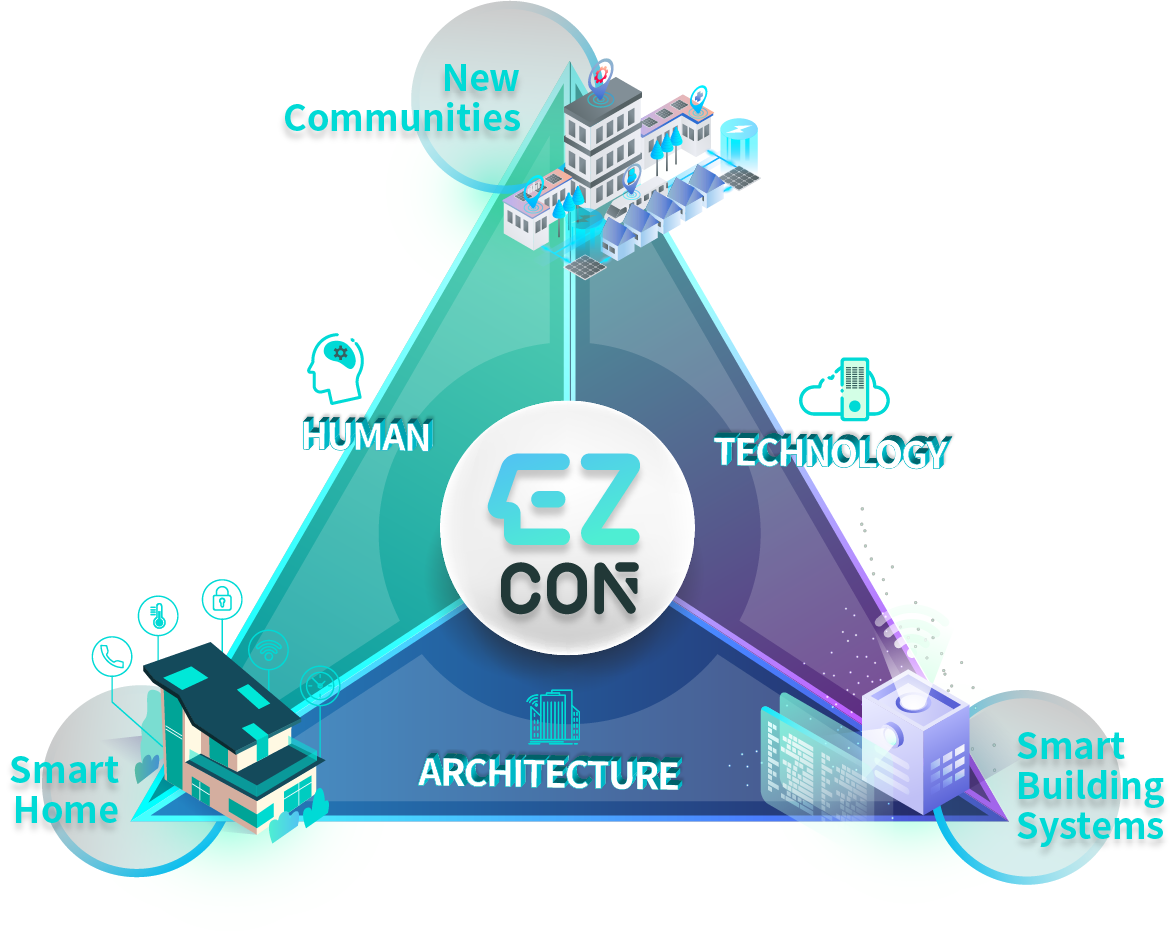 New
Communities
HUMAN
TECHNOLOGY
EZ
CON
ARCHITECTURE
Smart
Home
Smart
Building
Systems